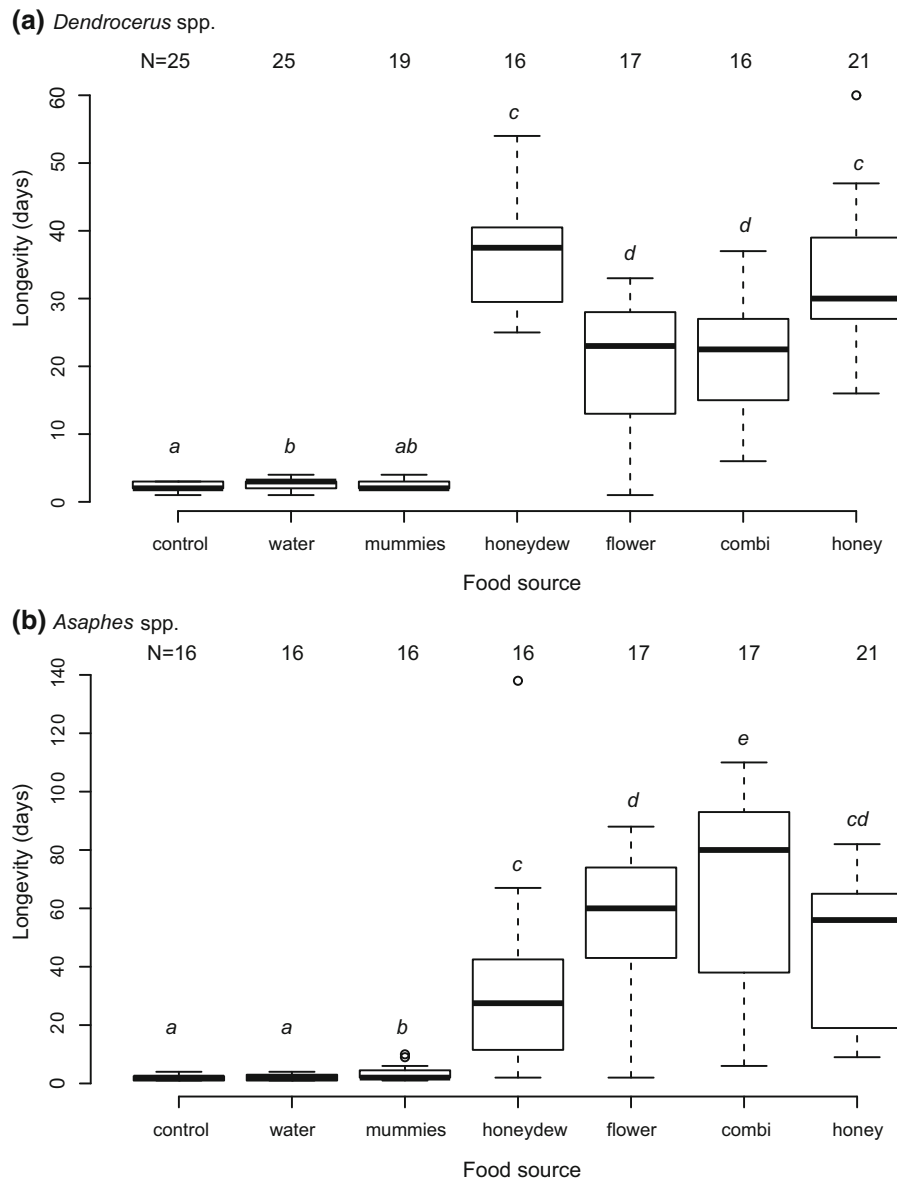 (a) Dendrocerus spp.
N=25 25 19 16 17 16 21
60
50
40
30
20
10
0
Longevity (days)
c
c
d
d
a
b
ab
control water mummies honeydew flower combi honey
Food source
(b) Asaphes spp.
N=16 16 16 16 17 17 21
140
120
100
80
60
40
20
0
Longevity (days)
e
d
cd
c
a
a
b
control water mummies honeydew flower combi honey
Food source